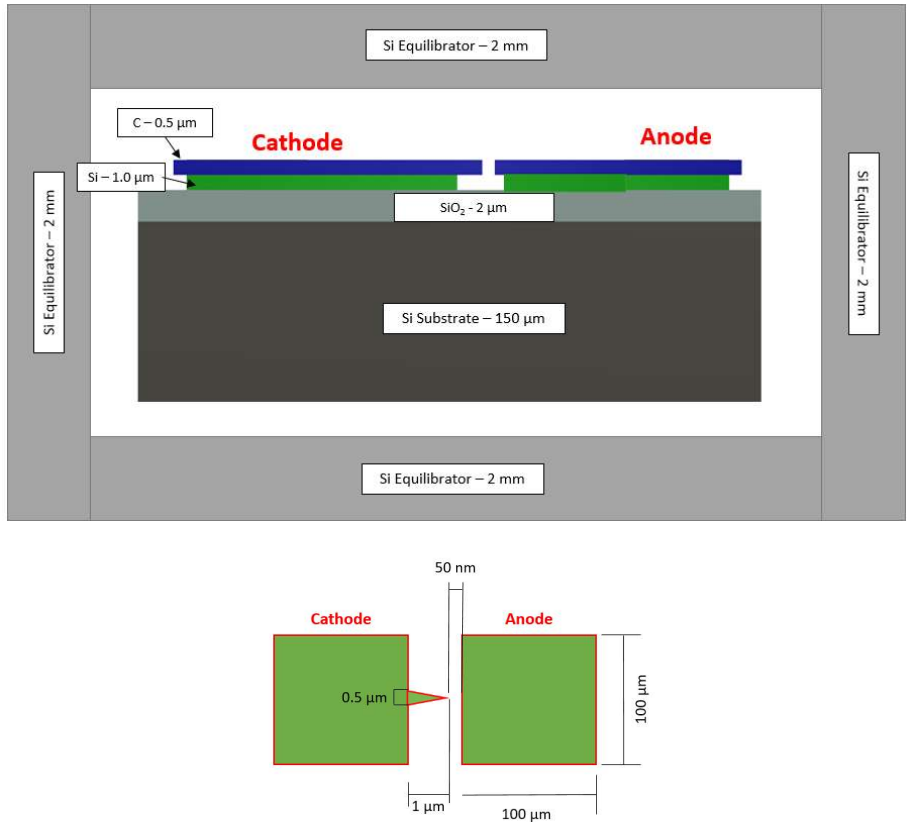 Si Equilibrator – 2 mm
C – 0.5 μm
Cathode
Anode
Si – 1.0 μm
SiO₂ - 2 μm
Si Equilibrator – 2 mm
Si Equilibrator – 2 mm
Si Substrate – 150 μm
Si Equilibrator – 2 mm
50 nm
Cathode
Anode
0.5 μm
100 μm
1 μm
100 μm